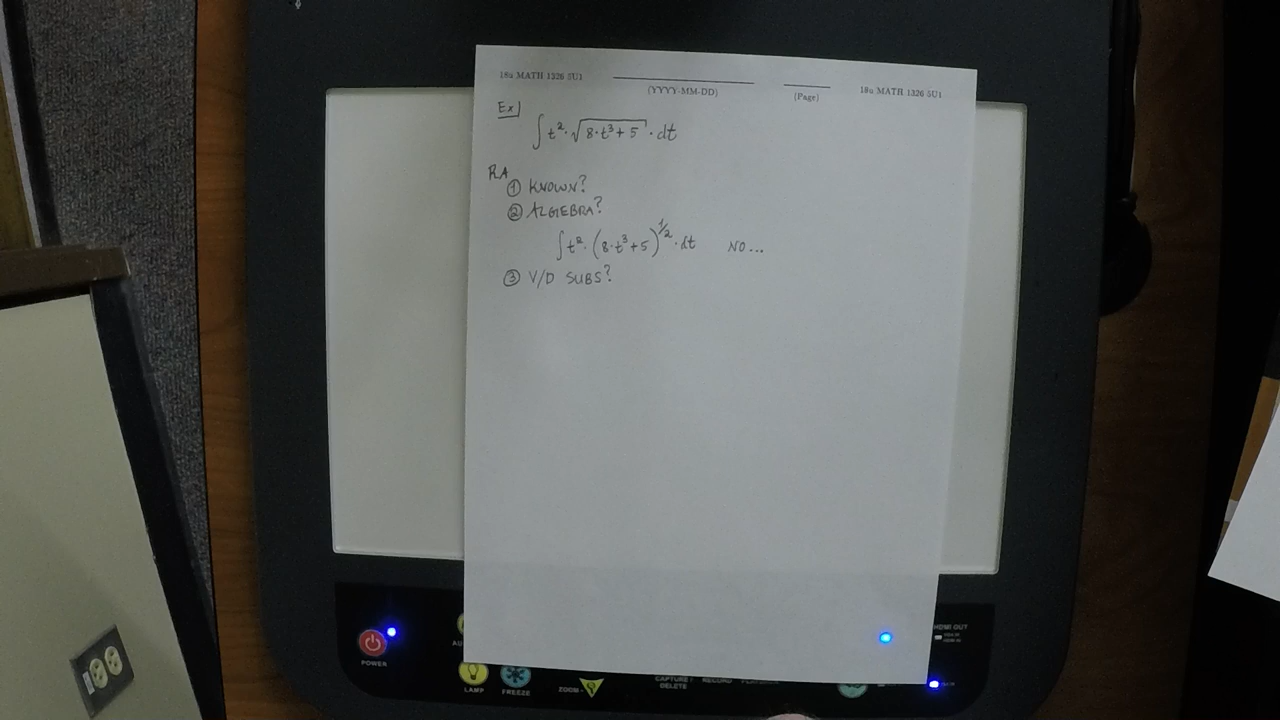 18u MATH 1326 5U1
(YYYY-MM-DD)
(Page)
18u MATH 1326 5U1
Ex]
∫ t²·√(8·t³+5)·dt
RA
① KNOWN?
② ALGEBRA?
∫ t²·(8·t³+5)^{1/2}·dt NO...
③ V/D SUBS?
POWER
LAMP
FREEZE
ZOOM
CAPTURE /
DELETE
RECORD
HDMI OUT